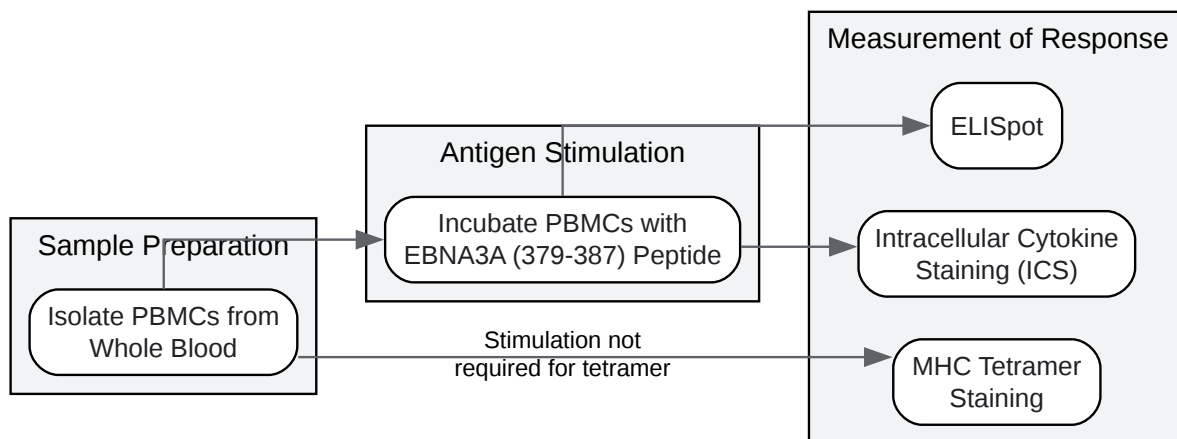 Measurement of Response
ELISpot
Antigen Stimulation
Incubate PBMCs with
EBNA3A (379-387) Peptide
Intracellular Cytokine
Staining (ICS)
Sample Preparation
Isolate PBMCs from
Whole Blood
Stimulation not
required for tetramer
MHC Tetramer
Staining